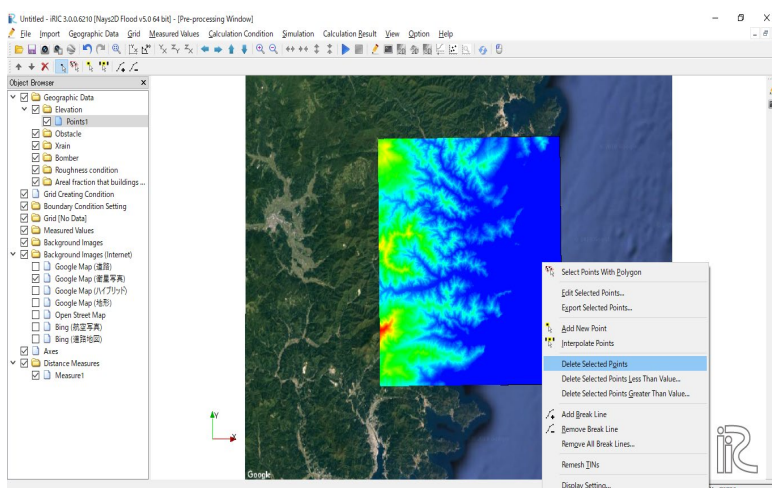 Untitled - iRIC 3.0.0.6210 [Nays2D Flood v5.0 64 bit] - [Pre-processing Window]
File Import Geographic Data Grid Measured Values Calculation Condition Simulation Calculation Result View Option Help
Object Browser
Geographic Data
Elevation
Points1
Obstacle
Xrain
Bomber
Roughness condition
Areal fraction that buildings ...
Grid Creating Condition
Boundary Condition Setting
Grid [No Data]
Measured Values
Background Images
Background Images (Internet)
Google Map (道路)
Google Map (衛星写真)
Google Map (ハイブリッド)
Google Map (地形)
Open Street Map
Bing (航空写真)
Bing (道路地図)
Axes
Distance Measures
Measure1
Y
X
Google
Select Points With Polygon
Edit Selected Points...
Export Selected Points...
Add New Point
Interpolate Points
Delete Selected Points
Delete Selected Points Less Than Value...
Delete Selected Points Greater Than Value...
Add Break Line
Remove Break Line
Remove All Break Lines...
Remesh TINs
Display Setting...
iRIC